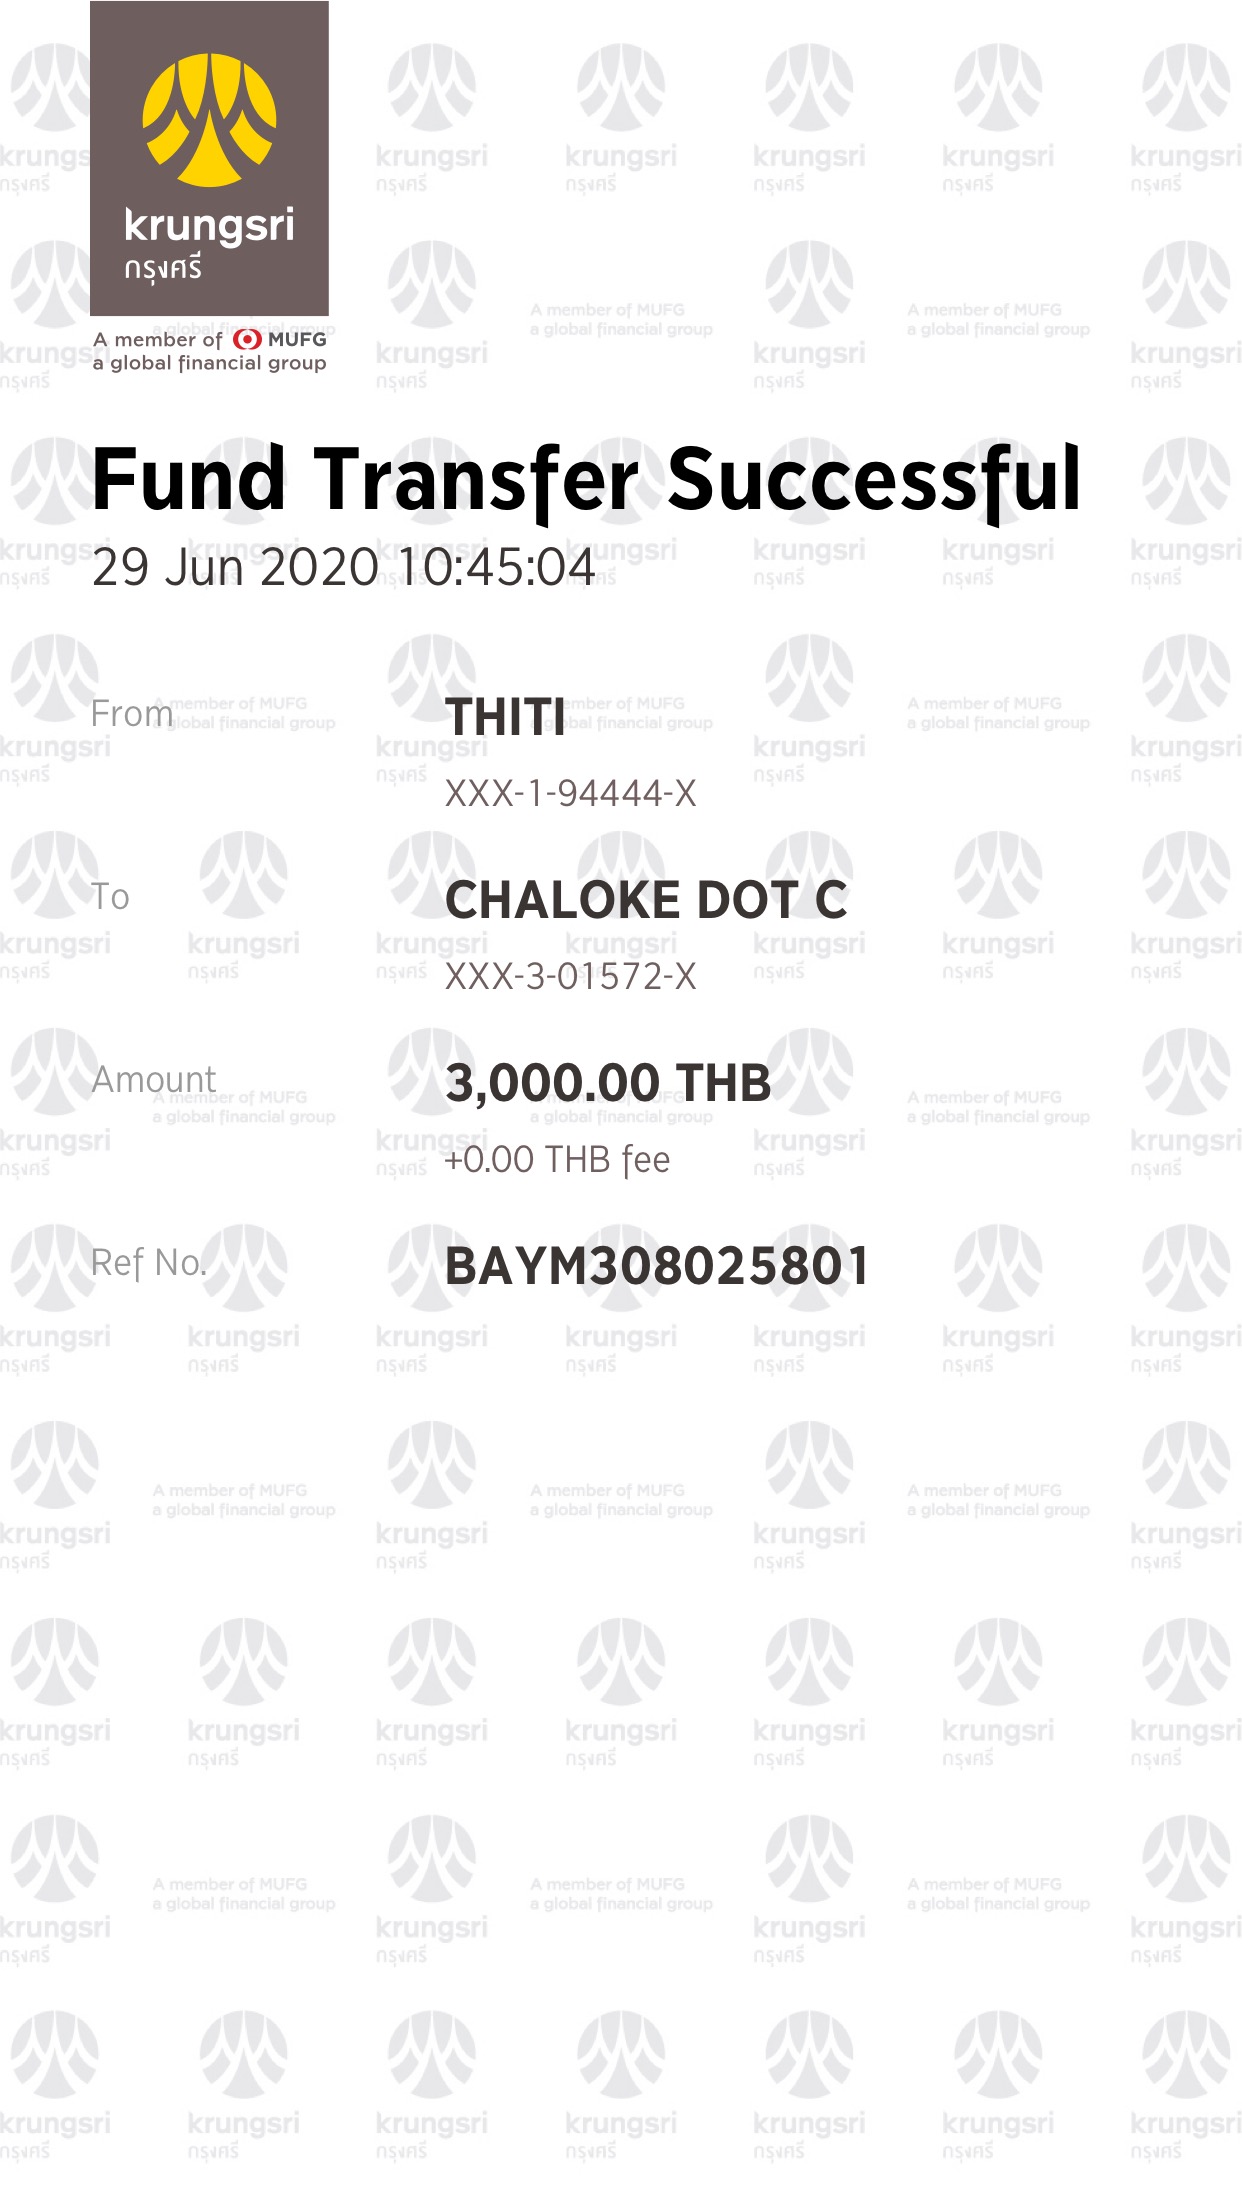 krungsri
กรุงศรี
A member of MUFG
a global financial group
Fund Transfer Successful
29 Jun 2020 10:45:04
From
THITI
XXX-1-94444-X
To
CHALOKE DOT C
XXX-3-01572-X
Amount
3,000.00 THB
+0.00 THB fee
Ref No.
BAYM308025801